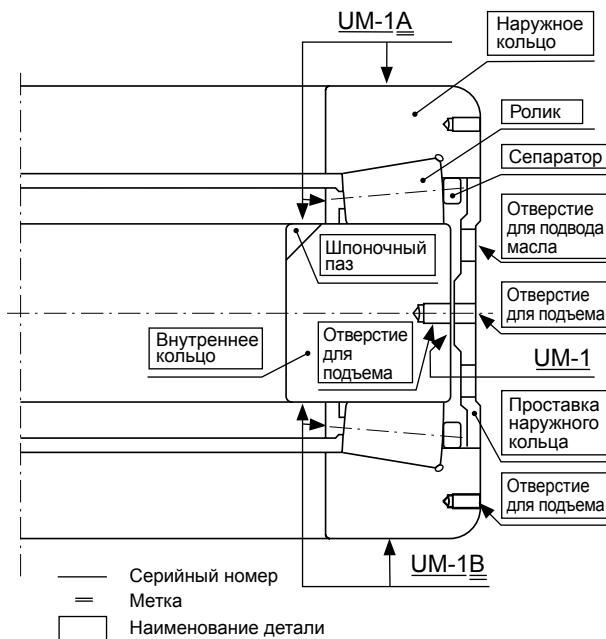 UM-1A
Наружное
кольцо
Ролик
Сепаратор
Отверстие
для подвода
масла
Шпоночный
паз
Отверстие
для подъема
Внутреннее
кольцо
Отверстие
для
подъема
UM-1
Проставка
наружного
кольца
Отверстие
для подъема
UM-1B
Серийный номер
Метка
Наименование детали